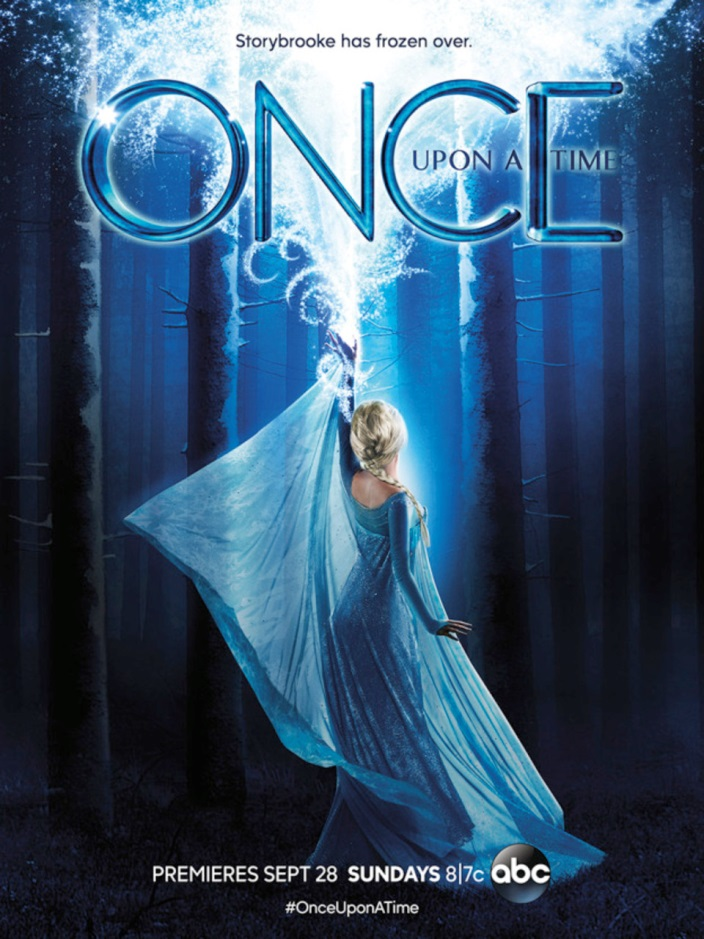 Storybrooke has frozen over.
ONCE
UPON A TIME
PREMIERES SEPT 28 SUNDAYS 8|7c abc
#OnceUponATime